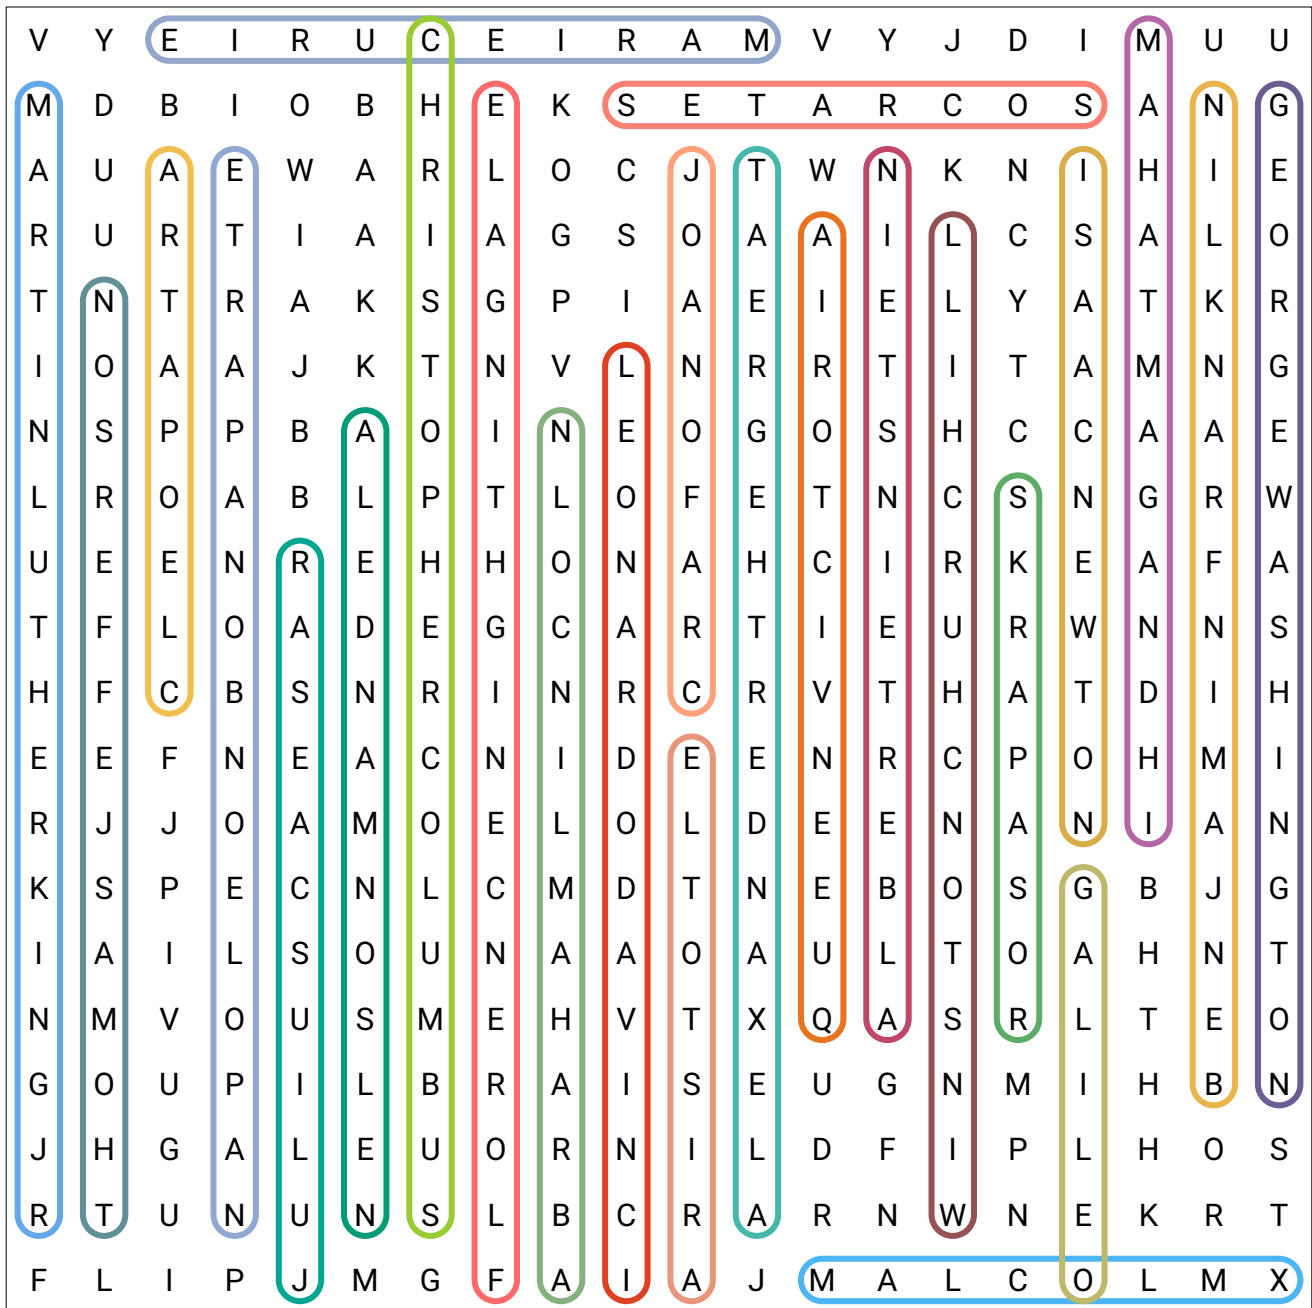 V Y E I R U C E I R A M V Y J D I M U U
M D B I O B H E K S E T A R C O S A N G
A U A E W A R L O C J T W N K N I H I E
R U R T I A I A G S O A A I L C S A L O
T N T R A K S G P I A E I E L Y A T K R
I O A A J K T N V L N R R T I T A M N G
N S P P B A O I N E O G O S H C C A A E
L R O A B L P T L O F E T N C S N G R W
U E E N R E H H O N A H C I R K E A F A
T F L O A D E G C A R T I E U R W N N S
H F C B S N R I N R C R V T H A T D I H
E E F N E A C N I D E E N R C P O H M I
R J J O A M O E L O L D E E N A N I A N
K S P E C N L C M D T N E B O S G B J G
I A I L S O U N A A O A U L T O A H N T
N M V O U S M E H V T X Q A S R L T E O
G O U P I L B R A I S E U G N M I H B N
J H G A L E U O R N I L D F I P L H O S
R T U N U N S L B C R A R N W N E K R T
F L I P J M G F A I A J M A L C O L M X